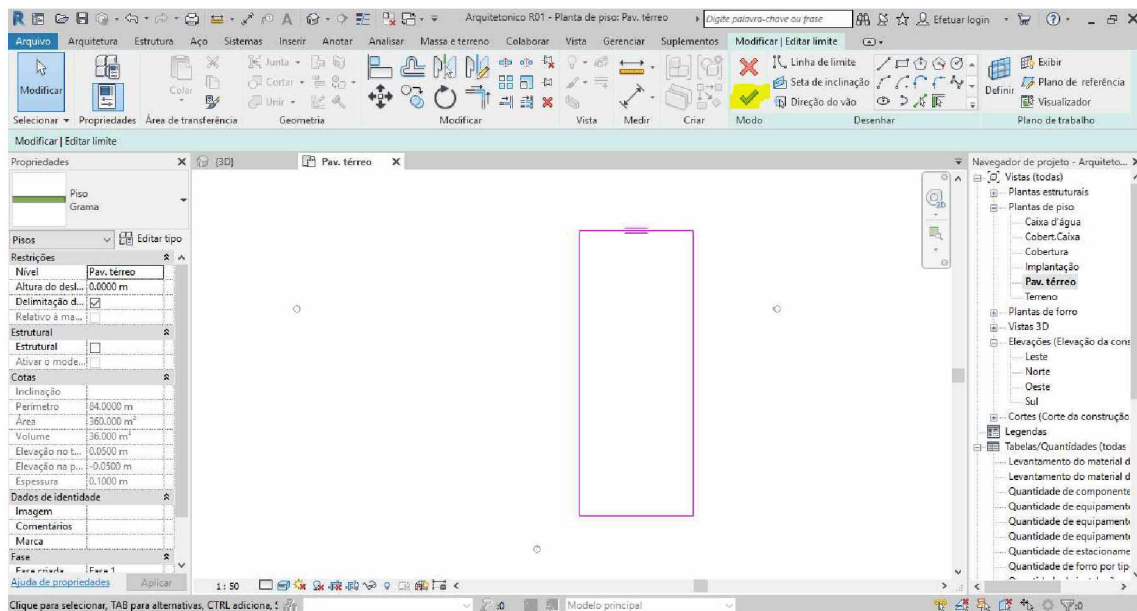 Arquitetonico R01 - Planta de piso: Pav. térreo
Digite palavra-chave ou frase
Efetuar login
Arquivo Arquitetura Estrutura Aço Sistemas Inserir Anotar Analisar Massa e terreno Colaborar Vista Gerenciar Suplementos Modificar | Editar limite
Modificar
Colar
Junta
Cortar
Unir
Linha de limite
Seta de inclinação
Direção do vão
Definir
Exibir
Plano de referência
Visualizador
Selecionar Propriedades Área de transferência Geometria Modificar Vista Medir Criar Modo Desenhar Plano de trabalho
Modificar | Editar limite
Propriedades
{3D}
Pav. térreo
Piso
Grama
Pisos
Editar tipo
Restrições
Nível Pav. térreo
Altura do desl... 0.0000 m
Delimitação d...
Relativo à ma...
Estrutural
Estrutural
Ativar o mode...
Cotas
Inclinação
Perímetro 84.0000 m
Área 360.000 m²
Volume 36.000 m³
Elevação no t... 0.0500 m
Elevação na p... -0.0500 m
Espessura 0.1000 m
Dados de identidade
Imagem
Comentários
Marca
Fase
Fase criada Fase 1
Ajuda de propriedades
Aplicar
1 : 50
Navegador de projeto - Arquiteto...
Vistas (todas)
Plantas estruturais
Plantas de piso
Caixa d'água
Cobert.Caixa
Cobertura
Implantação
Pav. térreo
Terreno
Plantas de forro
Vistas 3D
Elevações (Elevação da cons
Leste
Norte
Oeste
Sul
Cortes (Corte da construção
Legendas
Tabelas/Quantidades (todas
Levantamento do material d
Levantamento do material d
Quantidade de componente
Quantidade de equipament
Quantidade de equipament
Quantidade de equipament
Quantidade de estacioname
Quantidade de forro por tip
Clique para selecionar, TAB para alternativas, CTRL adiciona,
:0
Modelo principal
:0